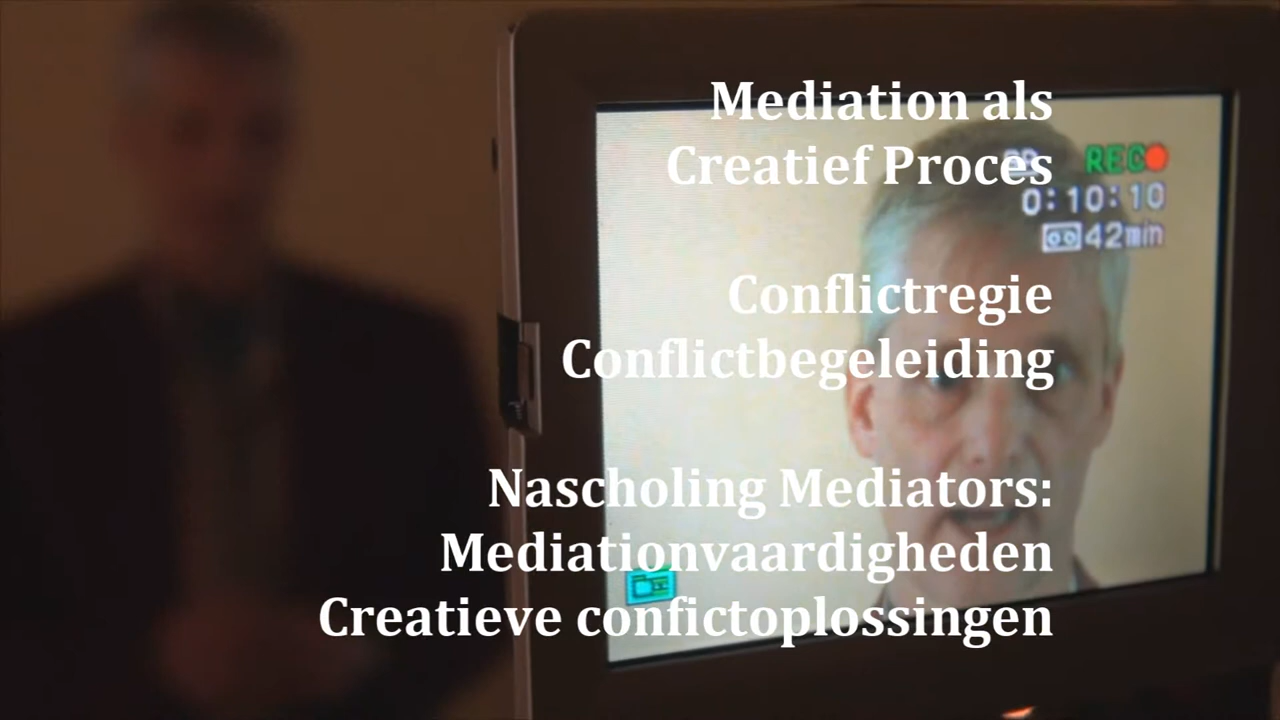 Mediation als
Creatief Proces
REC
0:10:10
42min
Conflictregie
Conflictbegeleiding
Nascholing Mediators:
Mediationvaardigheden
Creatieve confictoplossingen